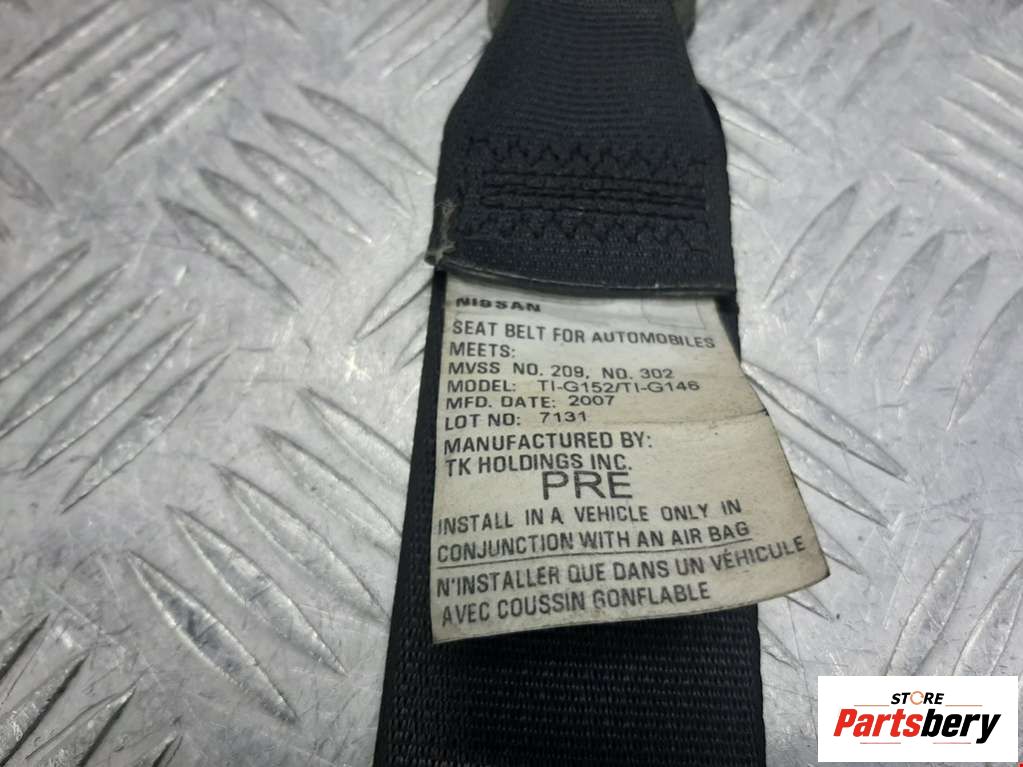 NISSAN
SEAT BELT FOR AUTOMOBILES
MEETS:
MVSS NO. 209, NO. 302
MODEL: TI-G152/TI-G146
MFD. DATE: 2007
LOT NO: 7131
MANUFACTURED BY:
TK HOLDINGS INC.
PRE
INSTALL IN A VEHICLE ONLY IN
CONJUNCTION WITH AN AIR BAG
N'INSTALLER QUE DANS UN VÉHICULE
AVEC COUSSIN GONFLABLE
STORE
Partsbery